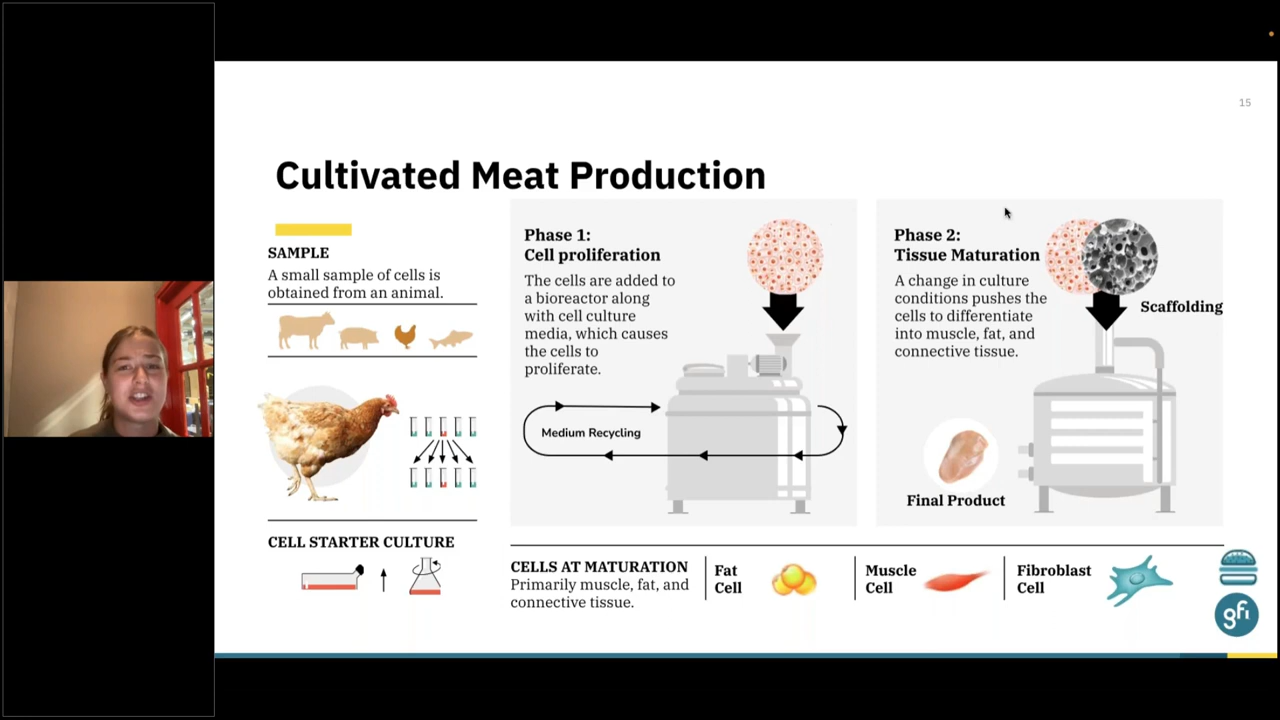 15
Cultivated Meat Production
SAMPLE
A small sample of cells is
obtained from an animal.
CELL STARTER CULTURE
Phase 1:
Cell proliferation
The cells are added to
a bioreactor along
with cell culture
media, which causes
the cells to
proliferate.
Medium Recycling
Phase 2:
Tissue Maturation
A change in culture
conditions pushes the
cells to differentiate
into muscle, fat, and
connective tissue.
Scaffolding
Final Product
CELLS AT MATURATION
Primarily muscle, fat, and
connective tissue.
Fat
Cell
Muscle
Cell
Fibroblast
Cell
gfi